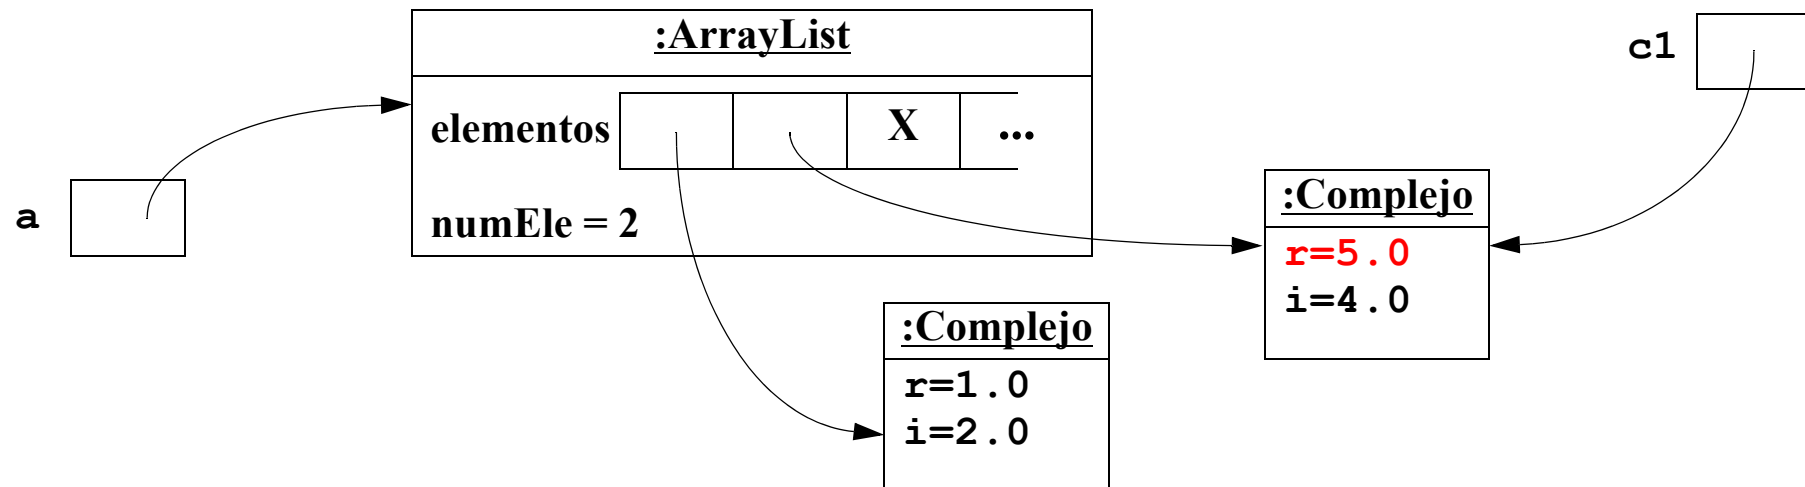 :ArrayList
c1
elementos X ...
a
numEle = 2
:Complejo
r=5.0
i=4.0
:Complejo
r=1.0
i=2.0